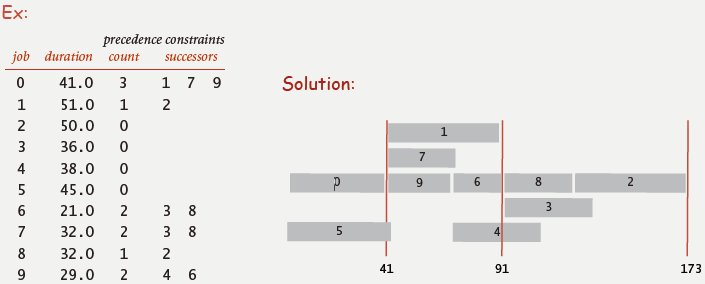 Ex:
precedence constraints
job duration count successors
0 41.0 3 1 7 9
1 51.0 1 2
2 50.0 0
3 36.0 0
4 38.0 0
5 45.0 0
6 21.0 2 3 8
7 32.0 2 3 8
8 32.0 1 2
9 29.0 2 4 6
Solution:
1
7
0 9 6 8 2
3
5 4
41 91 173